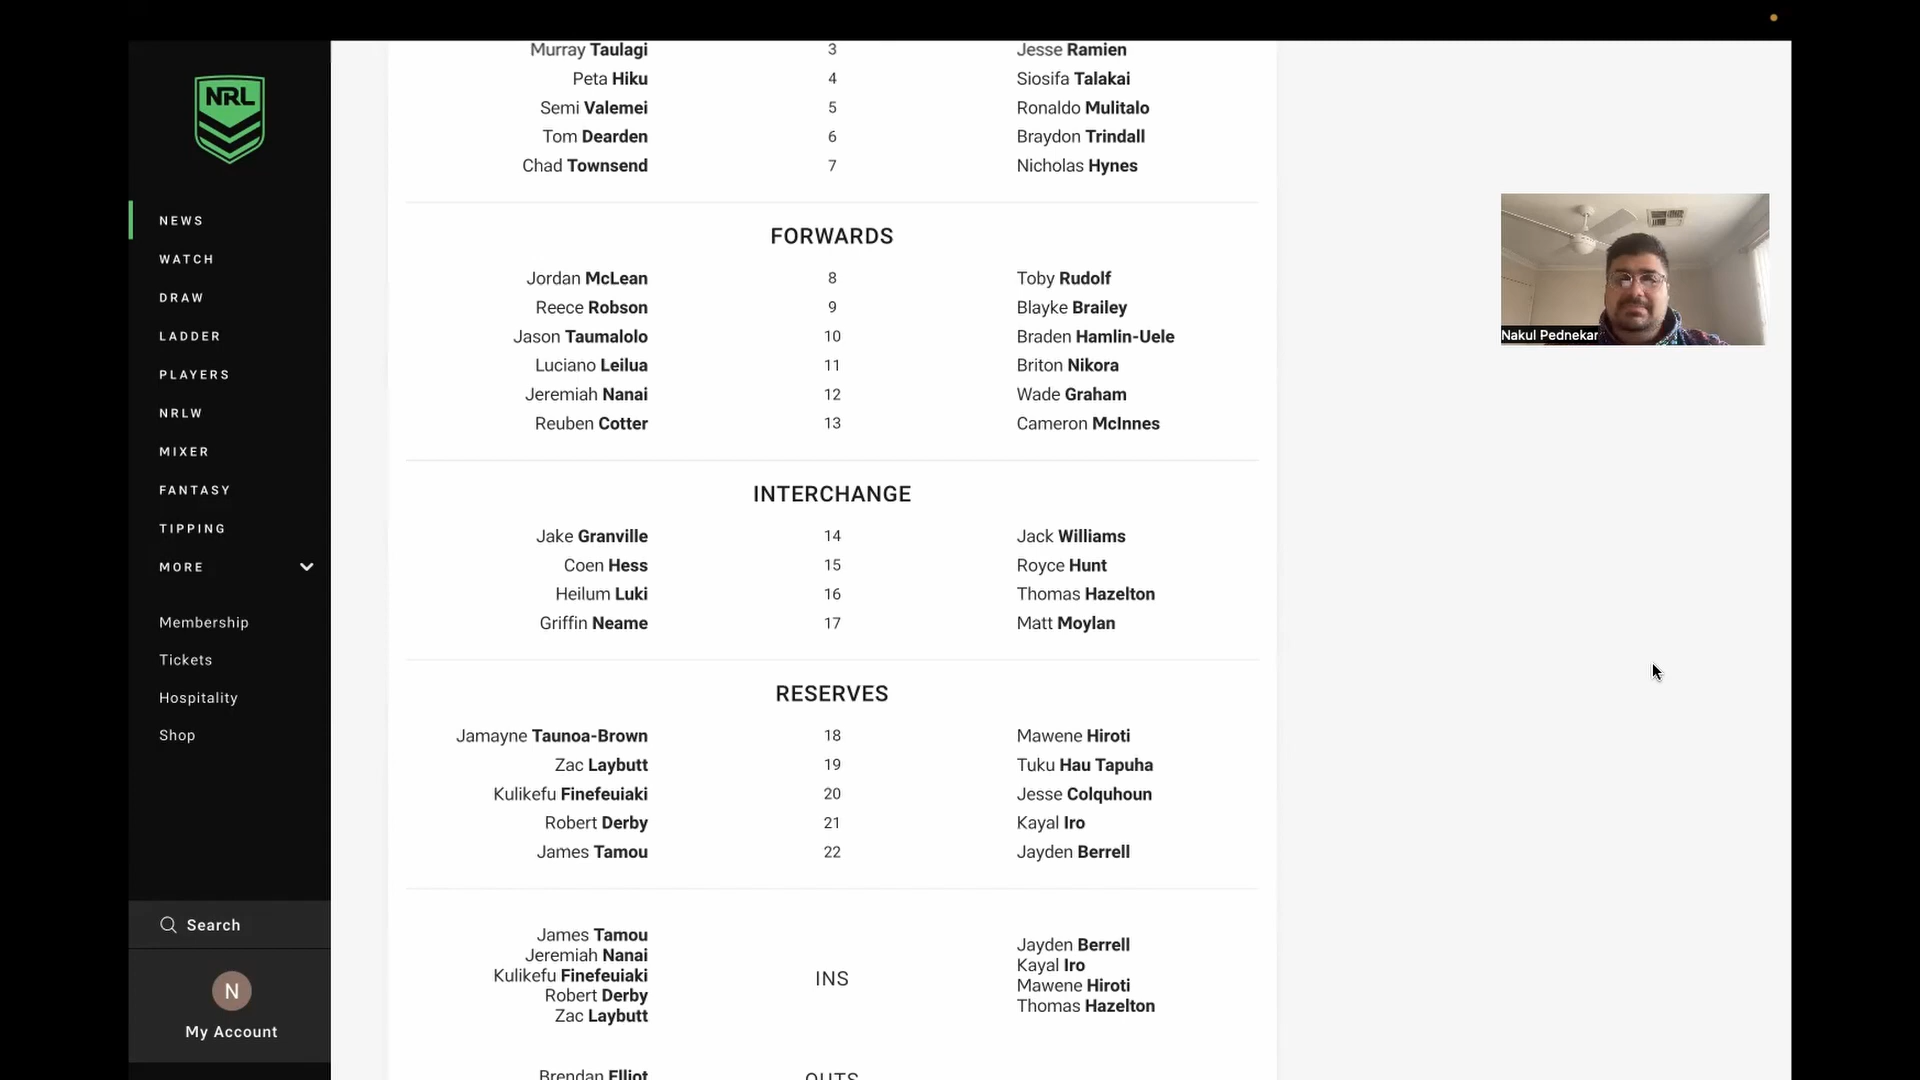 NRL
NEWS
WATCH
DRAW
LADDER
PLAYERS
NRLW
MIXER
FANTASY
TIPPING
MORE
Membership
Tickets
Hospitality
Shop
Search
N
My Account
Murray Taulagi 3 Jesse Ramien
Peta Hiku 4 Siosifa Talakai
Semi Valemei 5 Ronaldo Mulitalo
Tom Dearden 6 Braydon Trindall
Chad Townsend 7 Nicholas Hynes
FORWARDS
Jordan McLean 8 Toby Rudolf
Reece Robson 9 Blayke Brailey
Jason Taumalolo 10 Braden Hamlin-Uele
Luciano Leilua 11 Briton Nikora
Jeremiah Nanai 12 Wade Graham
Reuben Cotter 13 Cameron McInnes
INTERCHANGE
Jake Granville 14 Jack Williams
Coen Hess 15 Royce Hunt
Heilum Luki 16 Thomas Hazelton
Griffin Neame 17 Matt Moylan
RESERVES
Jamayne Taunoa-Brown 18 Mawene Hiroti
Zac Laybutt 19 Tuku Hau Tapuha
Kulikefu Finefeuiaki 20 Jesse Colquhoun
Robert Derby 21 Kayal Iro
James Tamou 22 Jayden Berrell
James Tamou
Jeremiah Nanai
Kulikefu Finefeuiaki
Robert Derby
Zac Laybutt
INS
Jayden Berrell
Kayal Iro
Mawene Hiroti
Thomas Hazelton
Brendan Elliot OUTS
Nakul Pednekar